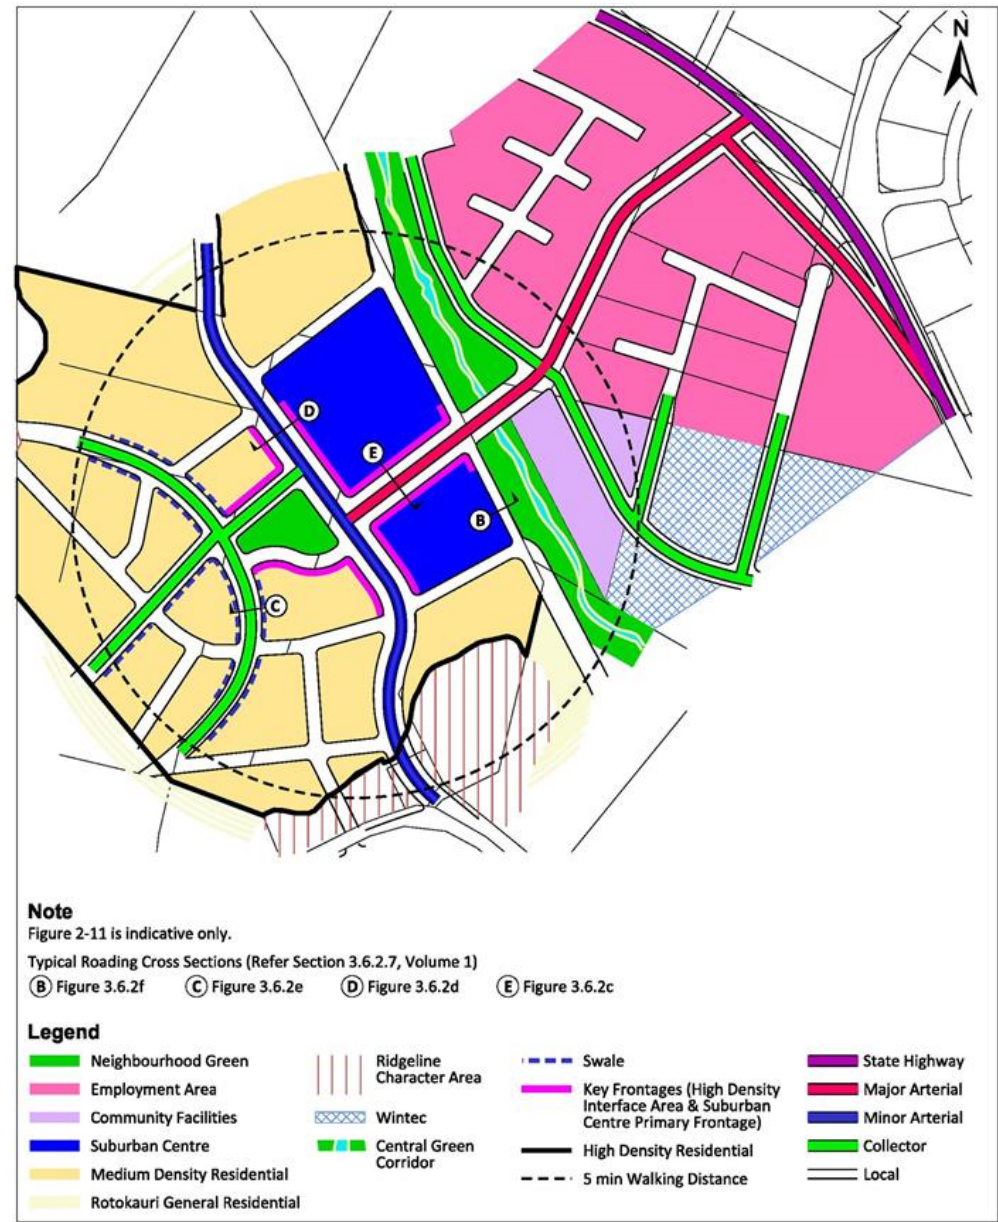 N
D
E
B
C
Note
Figure 2-11 is indicative only.
Typical Roading Cross Sections (Refer Section 3.6.2.7, Volume 1)
B Figure 3.6.2f C Figure 3.6.2e D Figure 3.6.2d E Figure 3.6.2c
Legend
Neighbourhood Green
Employment Area
Community Facilities
Suburban Centre
Medium Density Residential
Rotokauri General Residential
Ridgeline
Character Area
Wintec
Central Green
Corridor
Swale
Key Frontages (High Density
Interface Area & Suburban
Centre Primary Frontage)
High Density Residential
5 min Walking Distance
State Highway
Major Arterial
Minor Arterial
Collector
Local